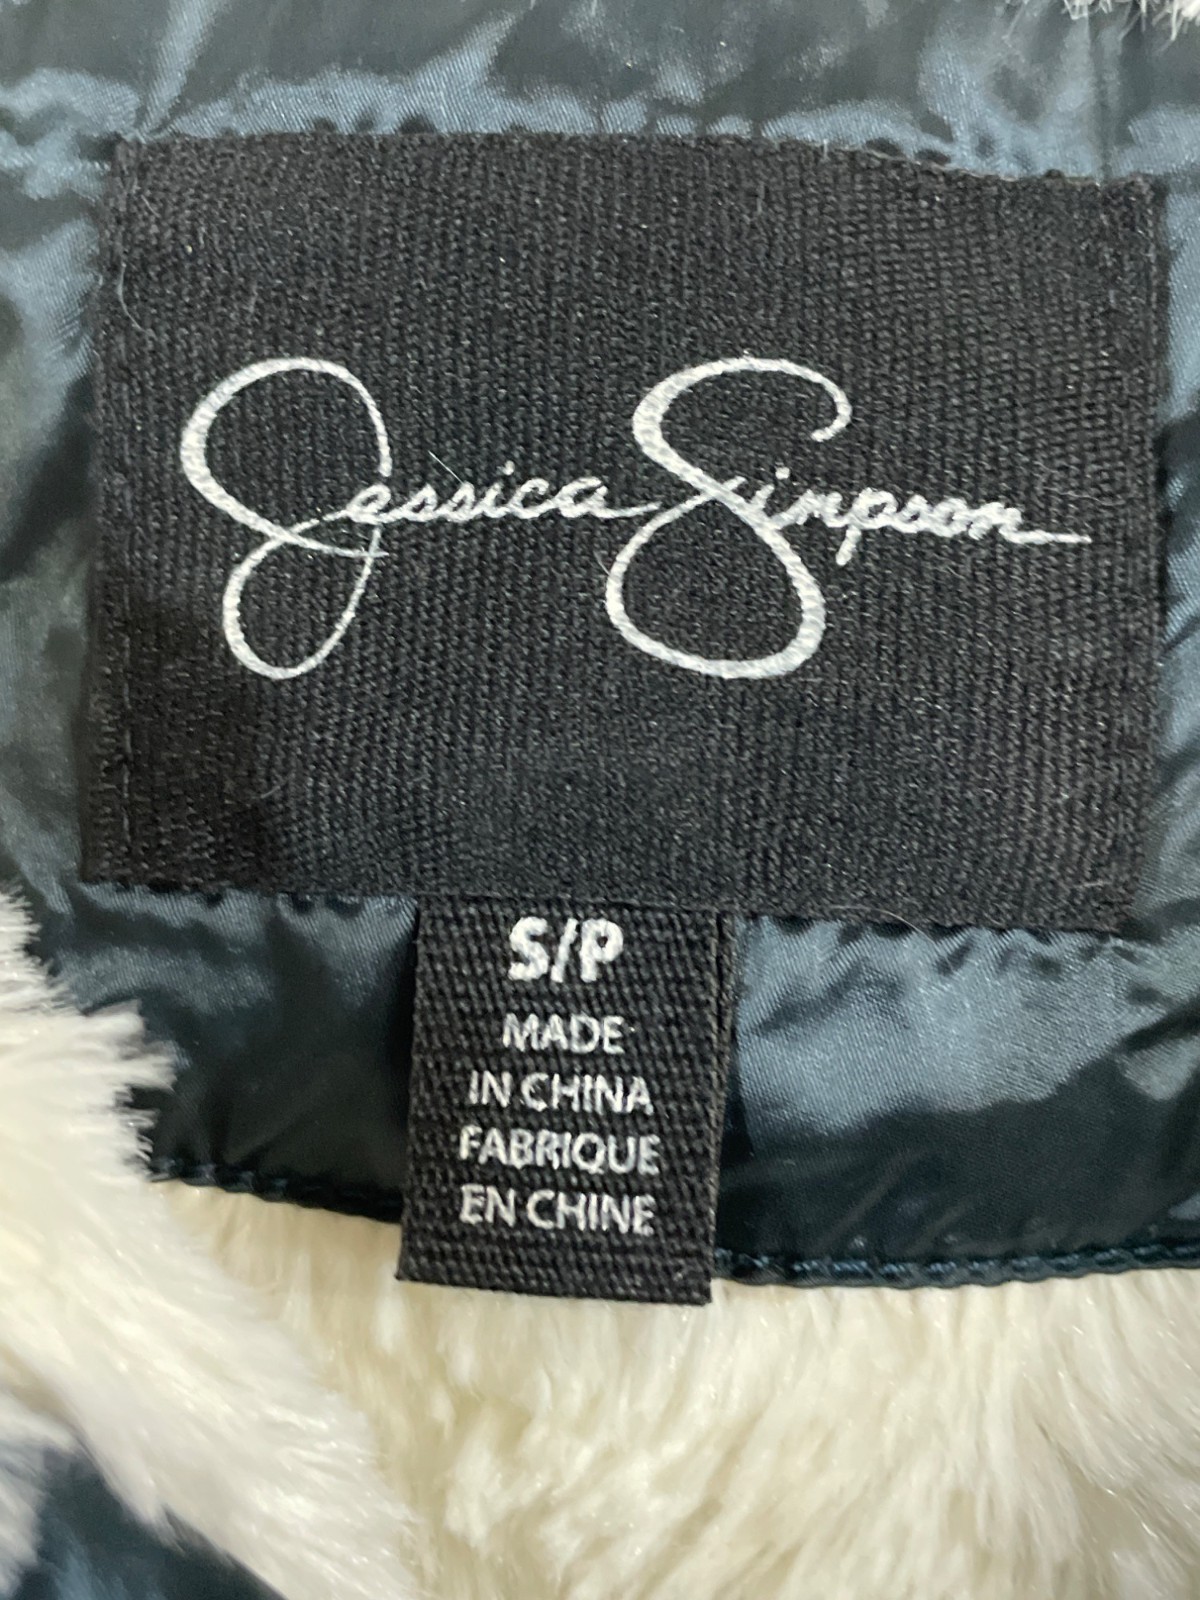 Jessica Simpson
S/P
MADE
IN CHINA
FABRIQUE
EN CHINE